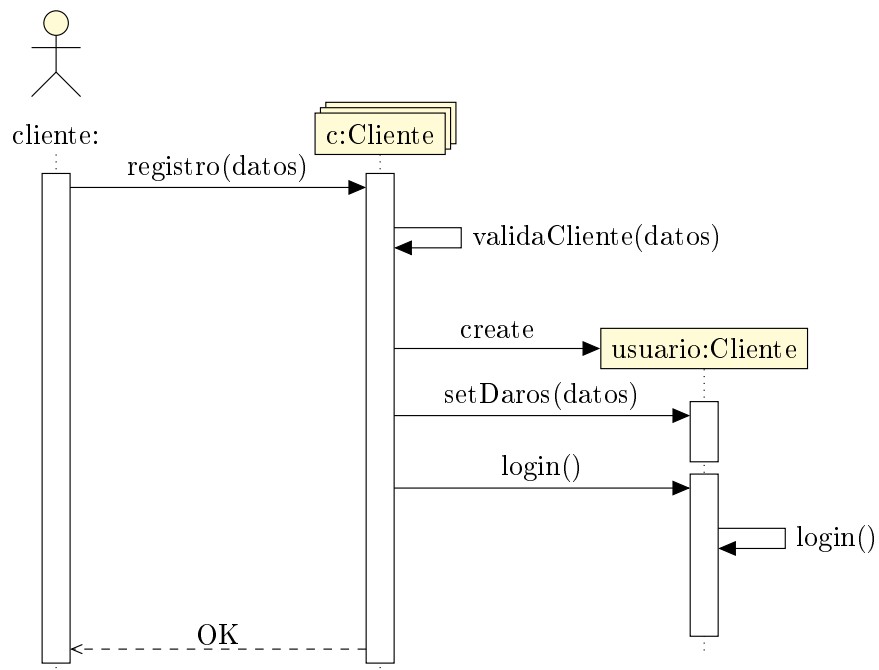 cliente:
c:Cliente
registro(datos)
validaCliente(datos)
create
usuario:Cliente
setDaros(datos)
login()
login()
OK